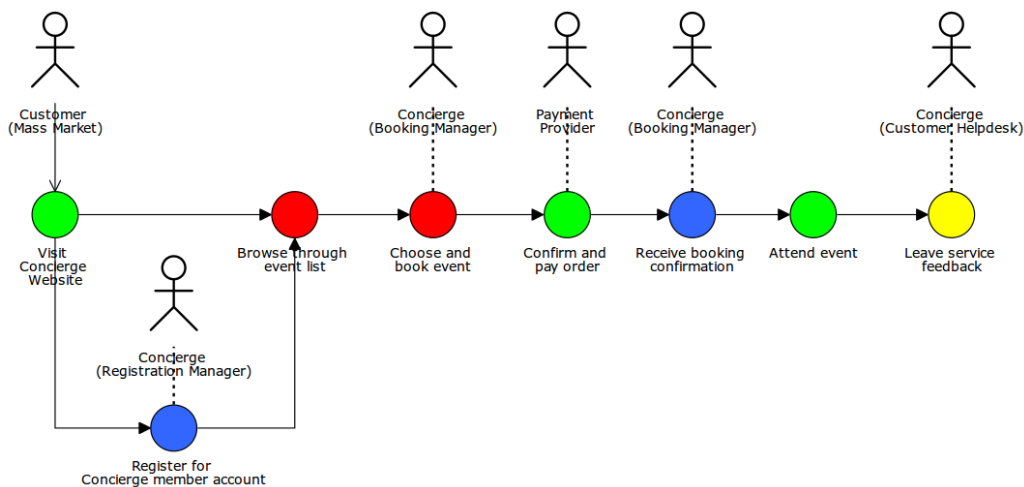 Customer
(Mass Market)
Concierge
(Booking Manager)
Payment
Provider
Concierge
(Booking Manager)
Concierge
(Customer Helpdesk)
Visit
Concierge
Website
Browse through
event list
Choose and
book event
Confirm and
pay order
Receive booking
confirmation
Attend event
Leave service
feedback
Concierge
(Registration Manager)
Register for
Concierge member account